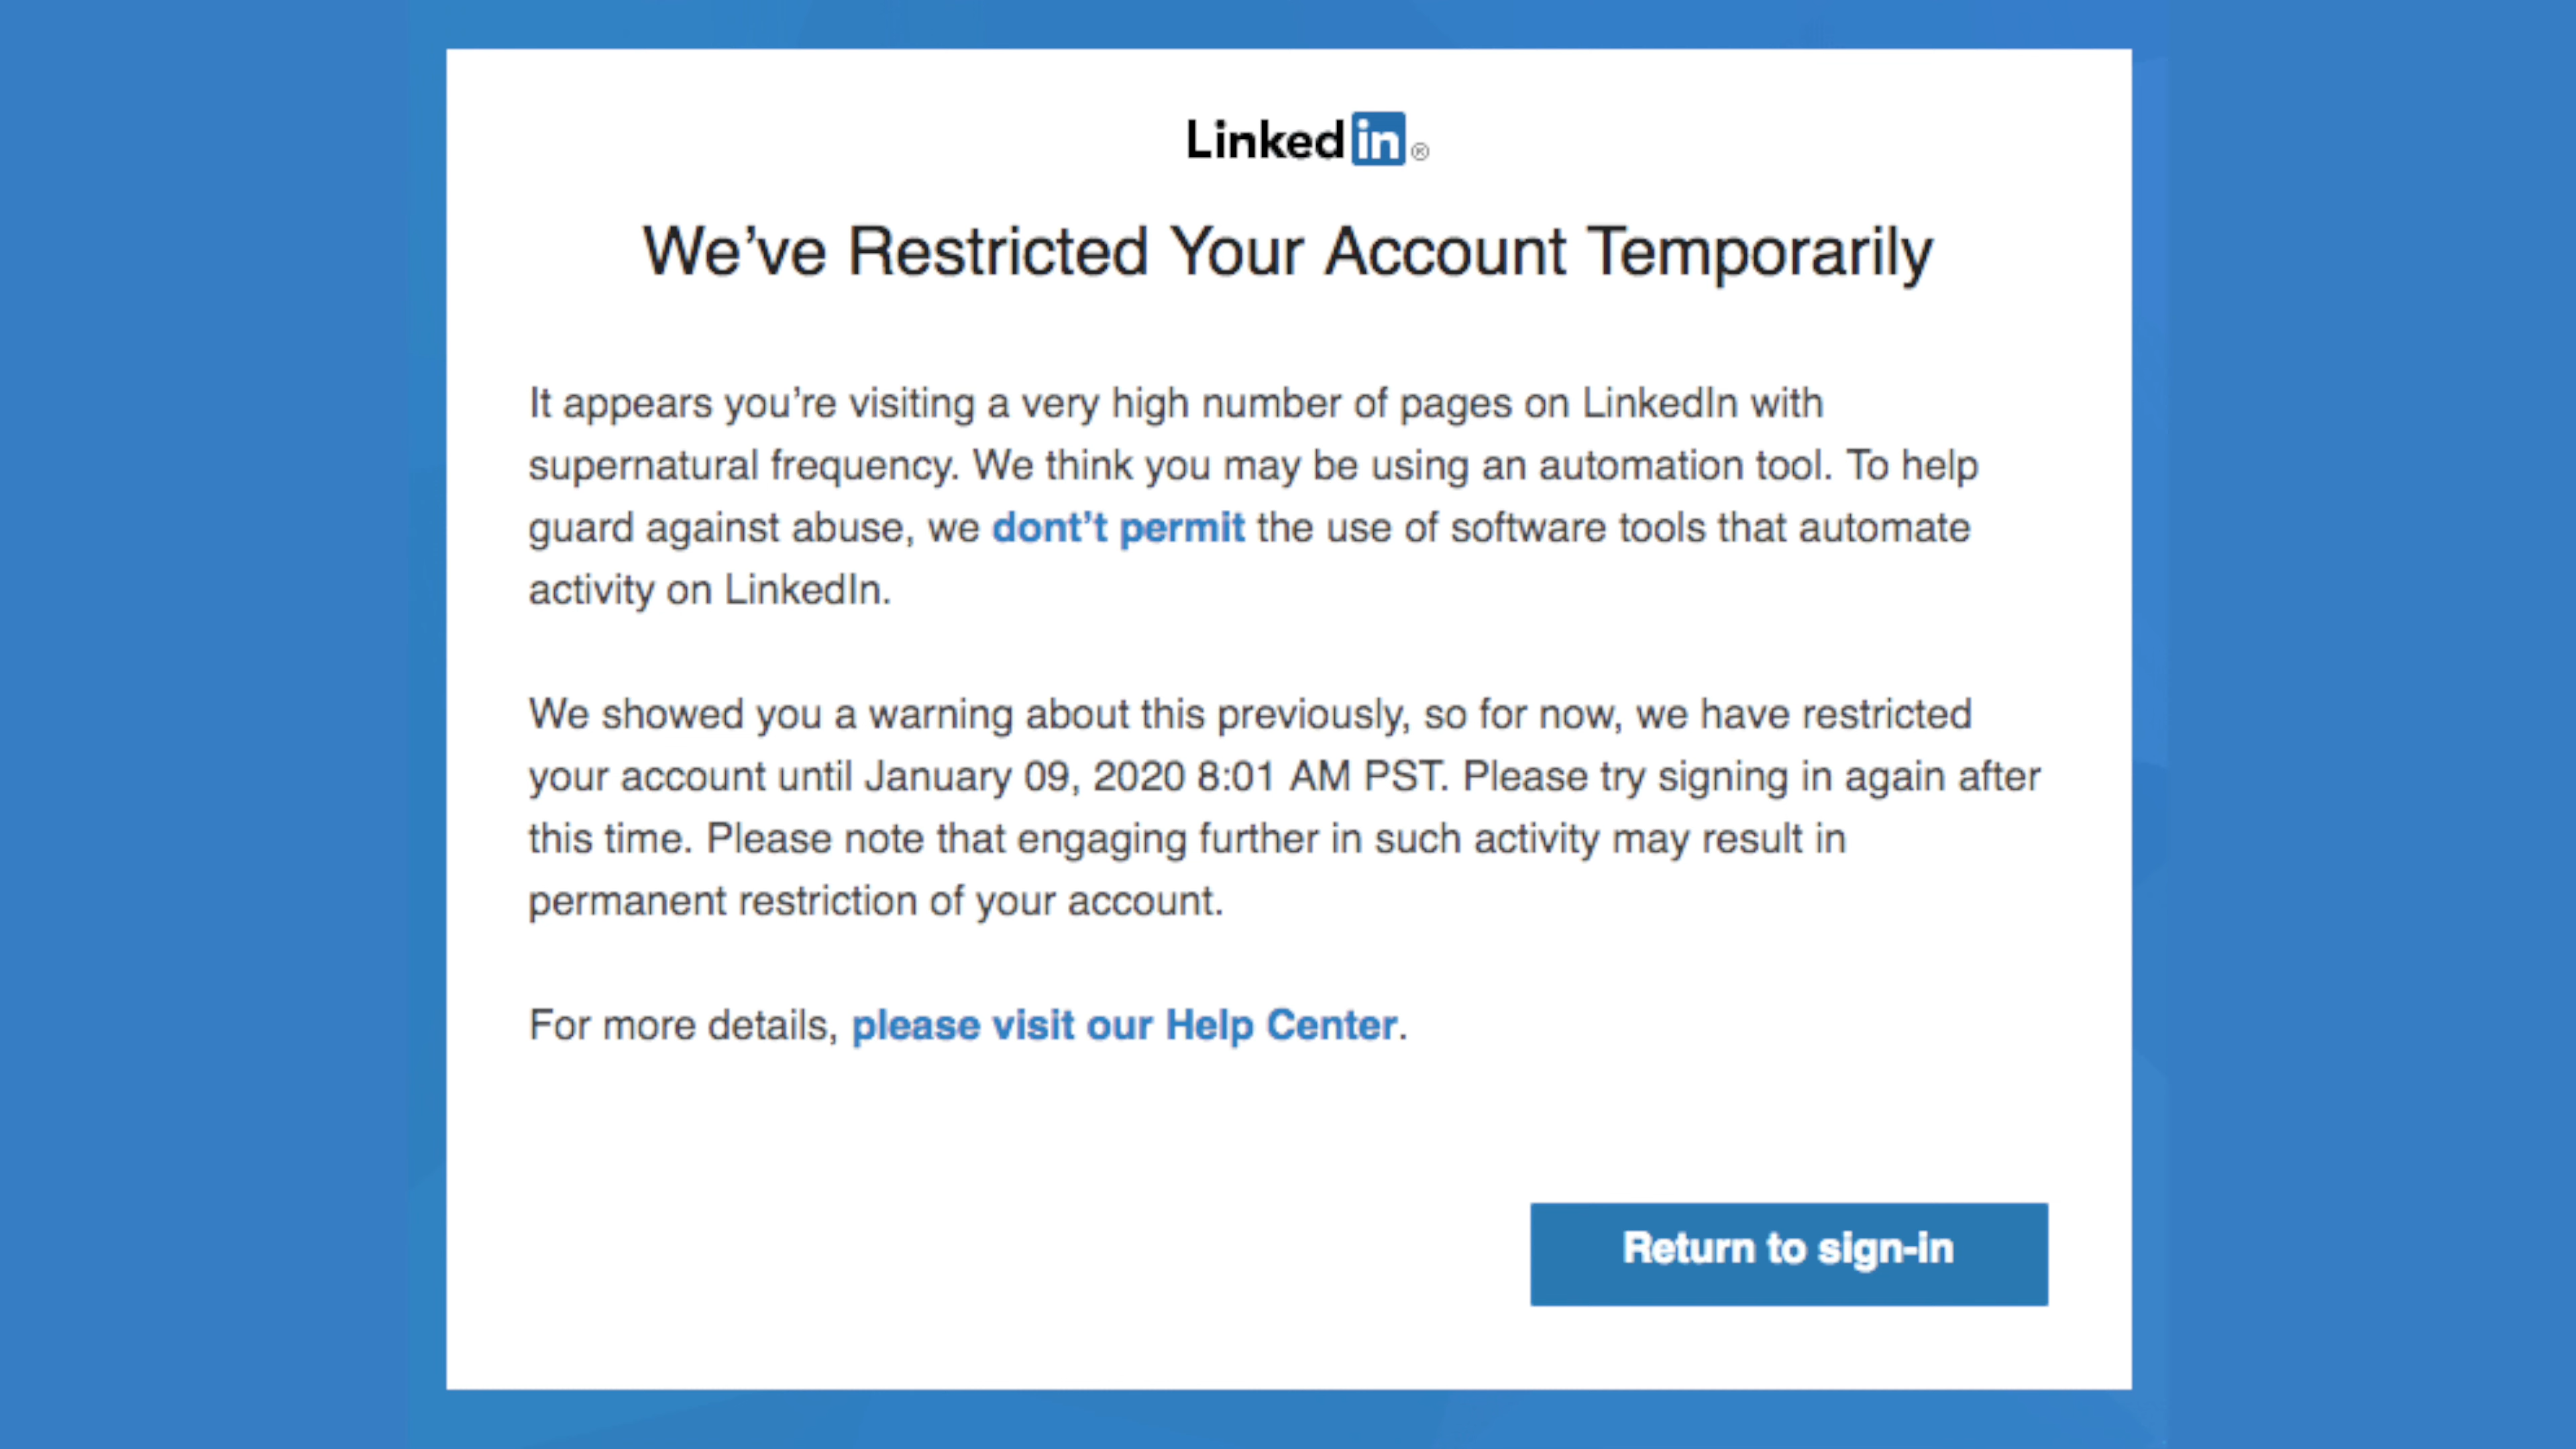 Linkedin®
We’ve Restricted Your Account Temporarily
It appears you’re visiting a very high number of pages on LinkedIn with
supernatural frequency. We think you may be using an automation tool. To help
guard against abuse, we dont’t permit the use of software tools that automate
activity on LinkedIn.
We showed you a warning about this previously, so for now, we have restricted
your account until January 09, 2020 8:01 AM PST. Please try signing in again after
this time. Please note that engaging further in such activity may result in
permanent restriction of your account.
For more details, please visit our Help Center.
Return to sign-in